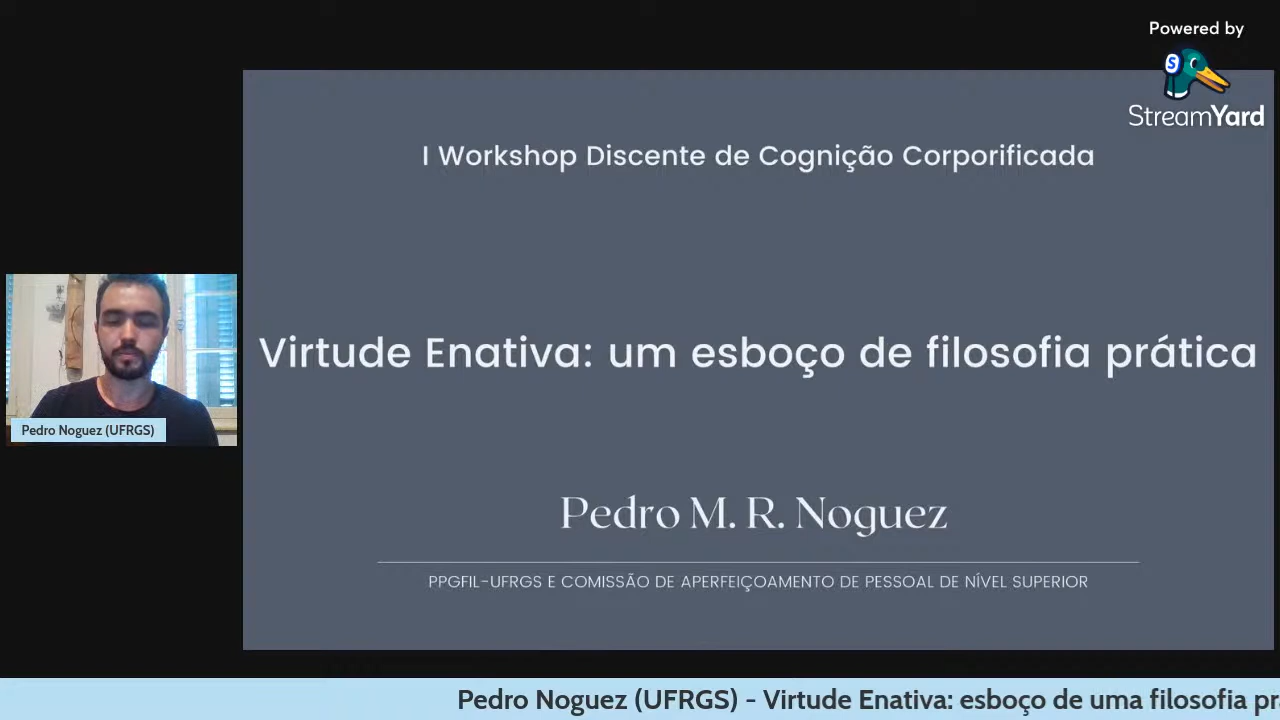 Powered by
StreamYard
I Workshop Discente de Cognição Corporificada
Virtude Enativa: um esboço de filosofia prática
Pedro M. R. Noguez
PPGFIL-UFRGS E COMISSÃO DE APERFEIÇOAMENTO DE PESSOAL DE NÍVEL SUPERIOR
Pedro Noguez (UFRGS)
Pedro Noguez (UFRGS) - Virtude Enativa: esboço de uma filosofia pr